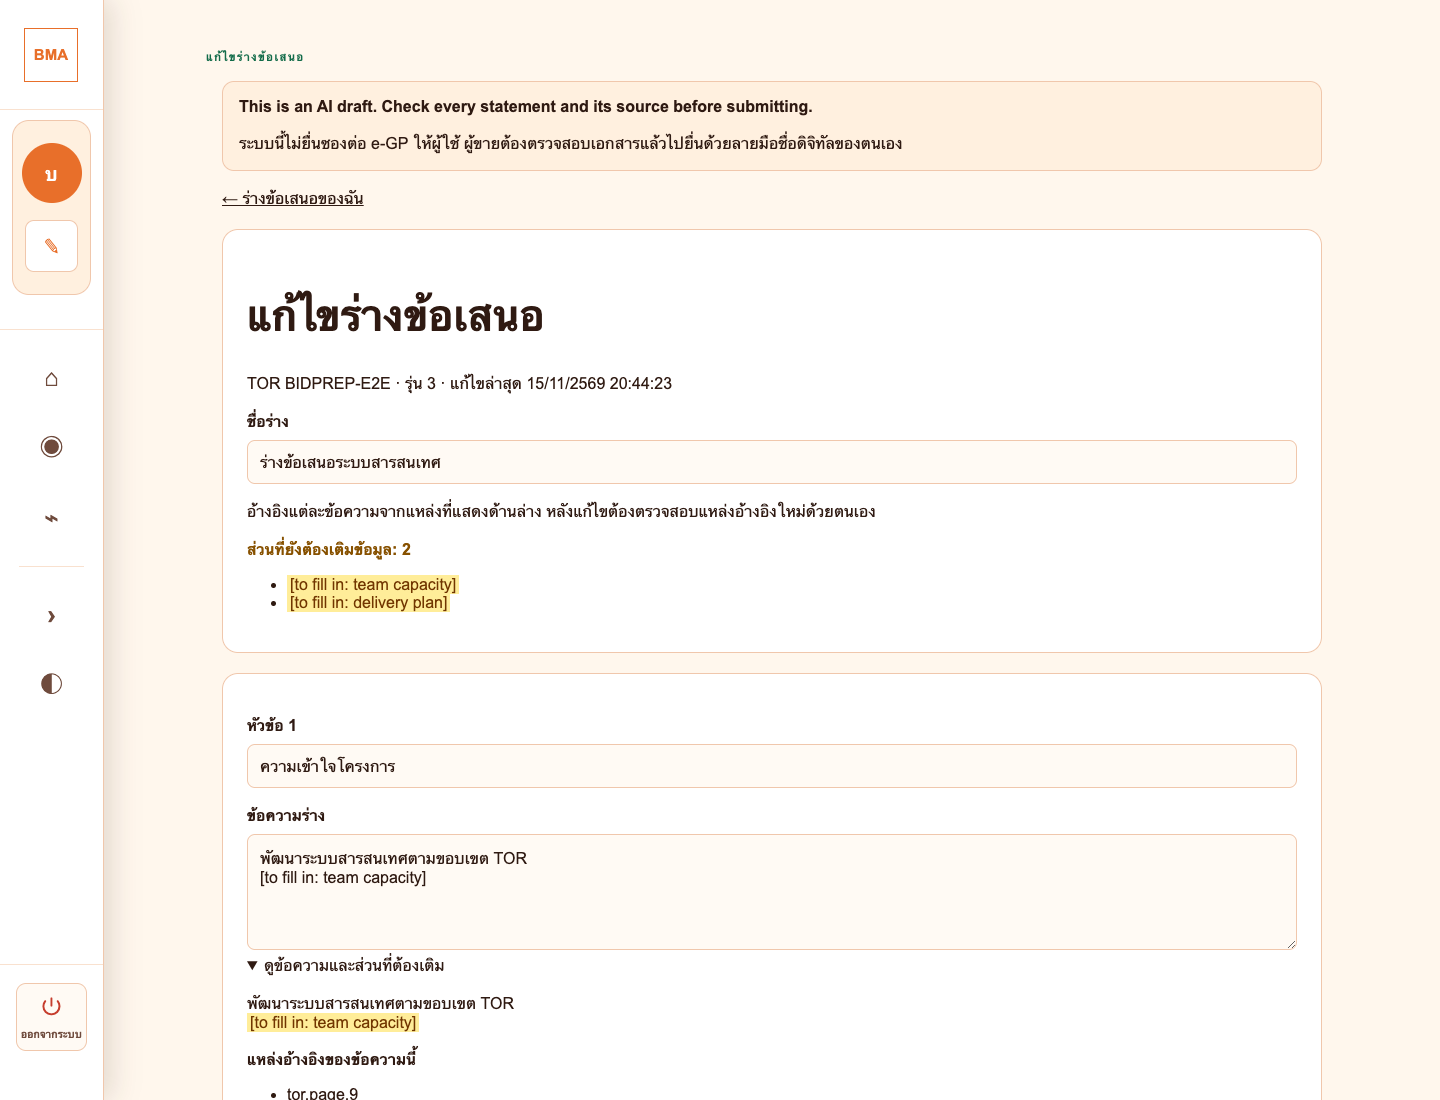 BMA
บ
ออกจากระบบ
แก้ไขร่างข้อเสนอ
This is an AI draft. Check every statement and its source before submitting.
ระบบนี้ไม่ยื่นซองต่อ e-GP ให้ผู้ใช้ ผู้ขายต้องตรวจสอบเอกสารแล้วไปยื่นด้วยลายมือชื่อดิจิทัลของตนเอง
← ร่างข้อเสนอของฉัน
แก้ไขร่างข้อเสนอ
TOR BIDPREP-E2E · รุ่น 3 · แก้ไขล่าสุด 15/11/2569 20:44:23
ชื่อร่าง
ร่างข้อเสนอระบบสารสนเทศ
อ้างอิงแต่ละข้อความจากแหล่งที่แสดงด้านล่าง หลังแก้ไขต้องตรวจสอบแหล่งอ้างอิงใหม่ด้วยตนเอง
ส่วนที่ยังต้องเติมข้อมูล: 2
• [to fill in: team capacity]
• [to fill in: delivery plan]
หัวข้อ 1
ความเข้าใจโครงการ
ข้อความร่าง
พัฒนาระบบสารสนเทศตามขอบเขต TOR
[to fill in: team capacity]
▼ ดูข้อความและส่วนที่ต้องเติม
พัฒนาระบบสารสนเทศตามขอบเขต TOR
[to fill in: team capacity]
แหล่งอ้างอิงของข้อความนี้
• tor.page.9